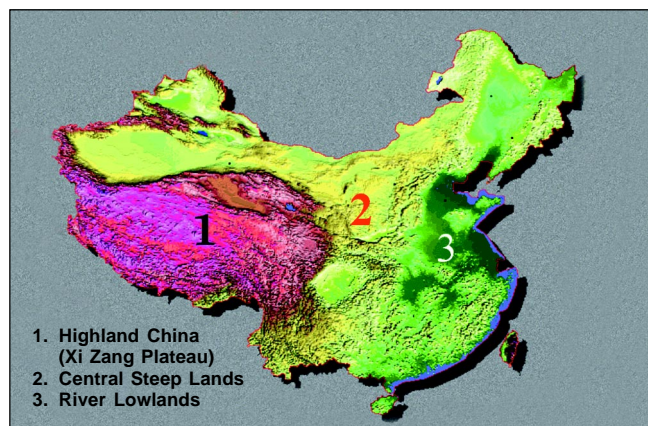 1
2
3
1. Highland China
(Xi Zang Plateau)
2. Central Steep Lands
3. River Lowlands